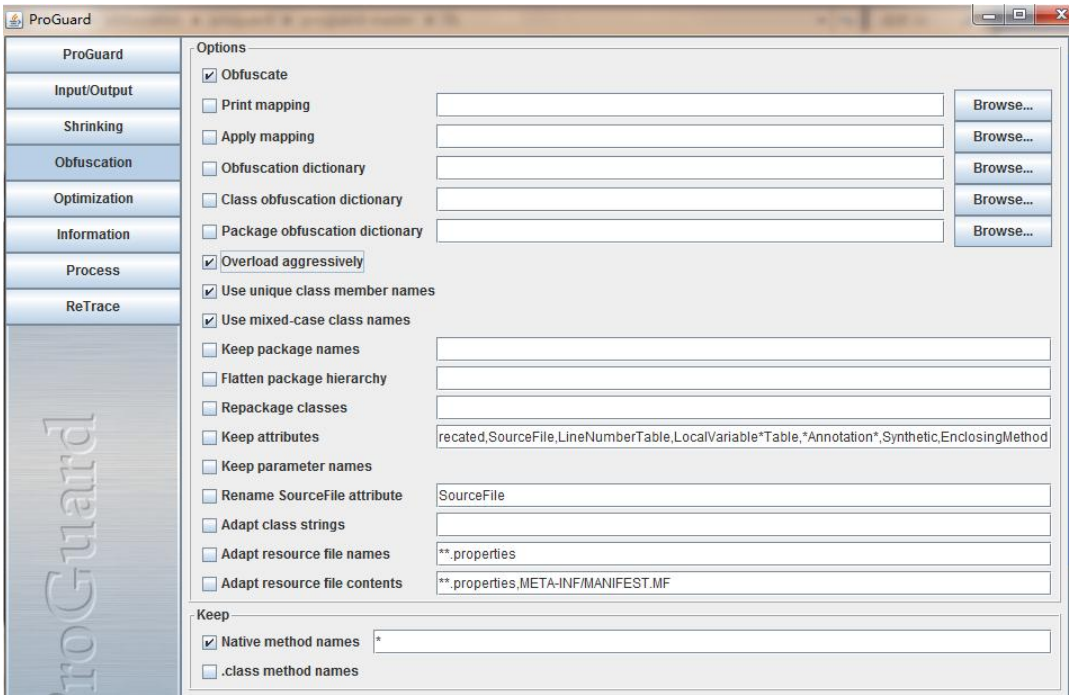 ProGuard
ProGuard
Input/Output
Shrinking
Obfuscation
Optimization
Information
Process
ReTrace
ProGuard
Options
Obfuscate
Print mapping Browse...
Apply mapping Browse...
Obfuscation dictionary Browse...
Class obfuscation dictionary Browse...
Package obfuscation dictionary Browse...
Overload aggressively
Use unique class member names
Use mixed-case class names
Keep package names
Flatten package hierarchy
Repackage classes
Keep attributes recated,SourceFile,LineNumberTable,LocalVariable*Table,*Annotation*,Synthetic,EnclosingMethod
Keep parameter names
Rename SourceFile attribute SourceFile
Adapt class strings
Adapt resource file names **.properties
Adapt resource file contents **.properties,META-INF/MANIFEST.MF
Keep
Native method names *
.class method names